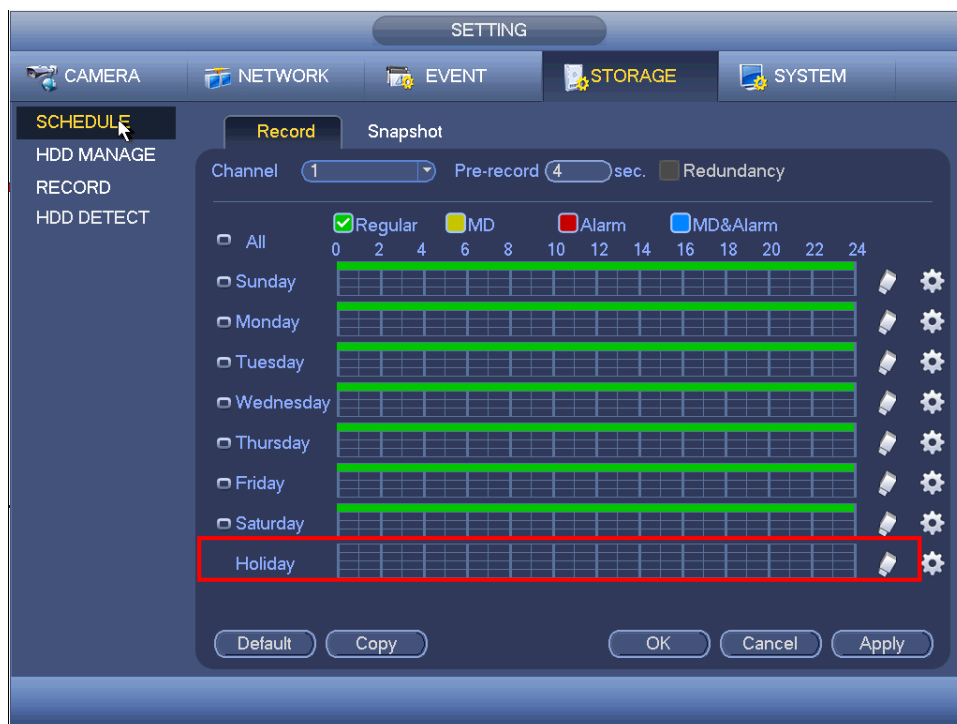 SETTING
CAMERA NETWORK EVENT STORAGE SYSTEM
SCHEDULE
HDD MANAGE
RECORD
HDD DETECT
Record Snapshot
Channel 1 Pre-record 4 sec. Redundancy
Regular MD Alarm MD&Alarm
All 0 2 4 6 8 10 12 14 16 18 20 22 24
Sunday
Monday
Tuesday
Wednesday
Thursday
Friday
Saturday
Holiday
Default Copy OK Cancel Apply